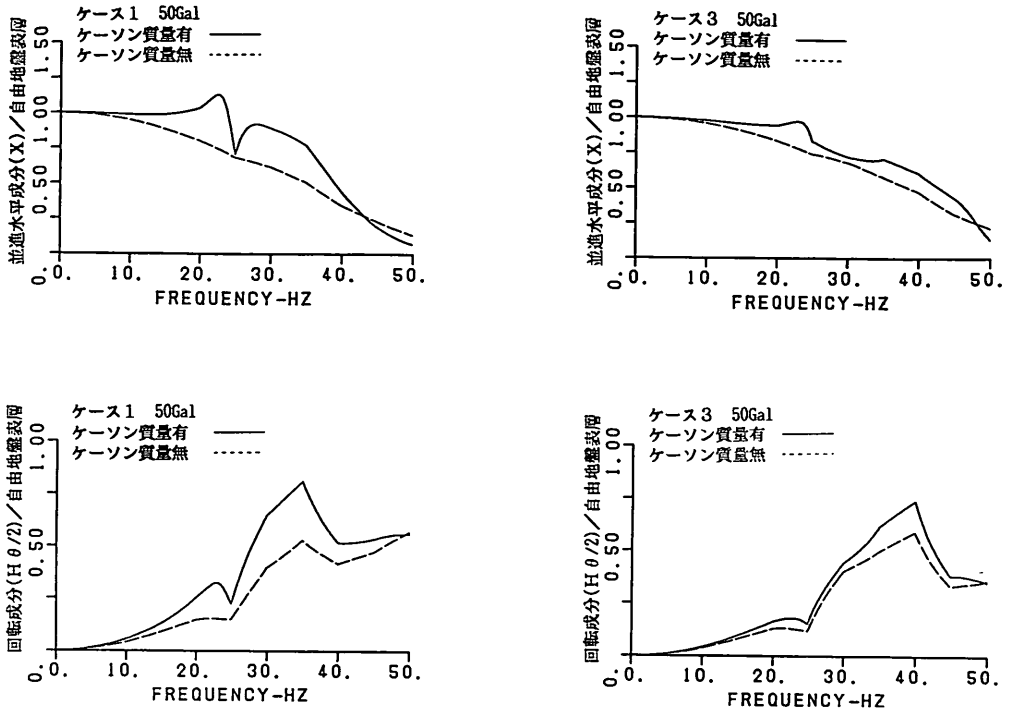 ケース1 50Gal
ケーソン質量有
ケーソン質量無
並進水平成分(X)/自由地盤表層
0. 0.50 1.00 1.50
0. 10. 20. 30. 40. 50.
FREQUENCY-HZ
ケース3 50Gal
ケーソン質量有
ケーソン質量無
並進水平成分(X)/自由地盤表層
0. 0.50 1.00 1.50
0. 10. 20. 30. 40. 50.
FREQUENCY-HZ
ケース1 50Gal
ケーソン質量有
ケーソン質量無
回転成分(Hθ/2)/自由地盤表層
0. 0.50 1.00
0. 10. 20. 30. 40. 50.
FREQUENCY-HZ
ケース3 50Gal
ケーソン質量有
ケーソン質量無
回転成分(Hθ/2)/自由地盤表層
0. 0.50 1.00
0. 10. 20. 30. 40. 50.
FREQUENCY-HZ